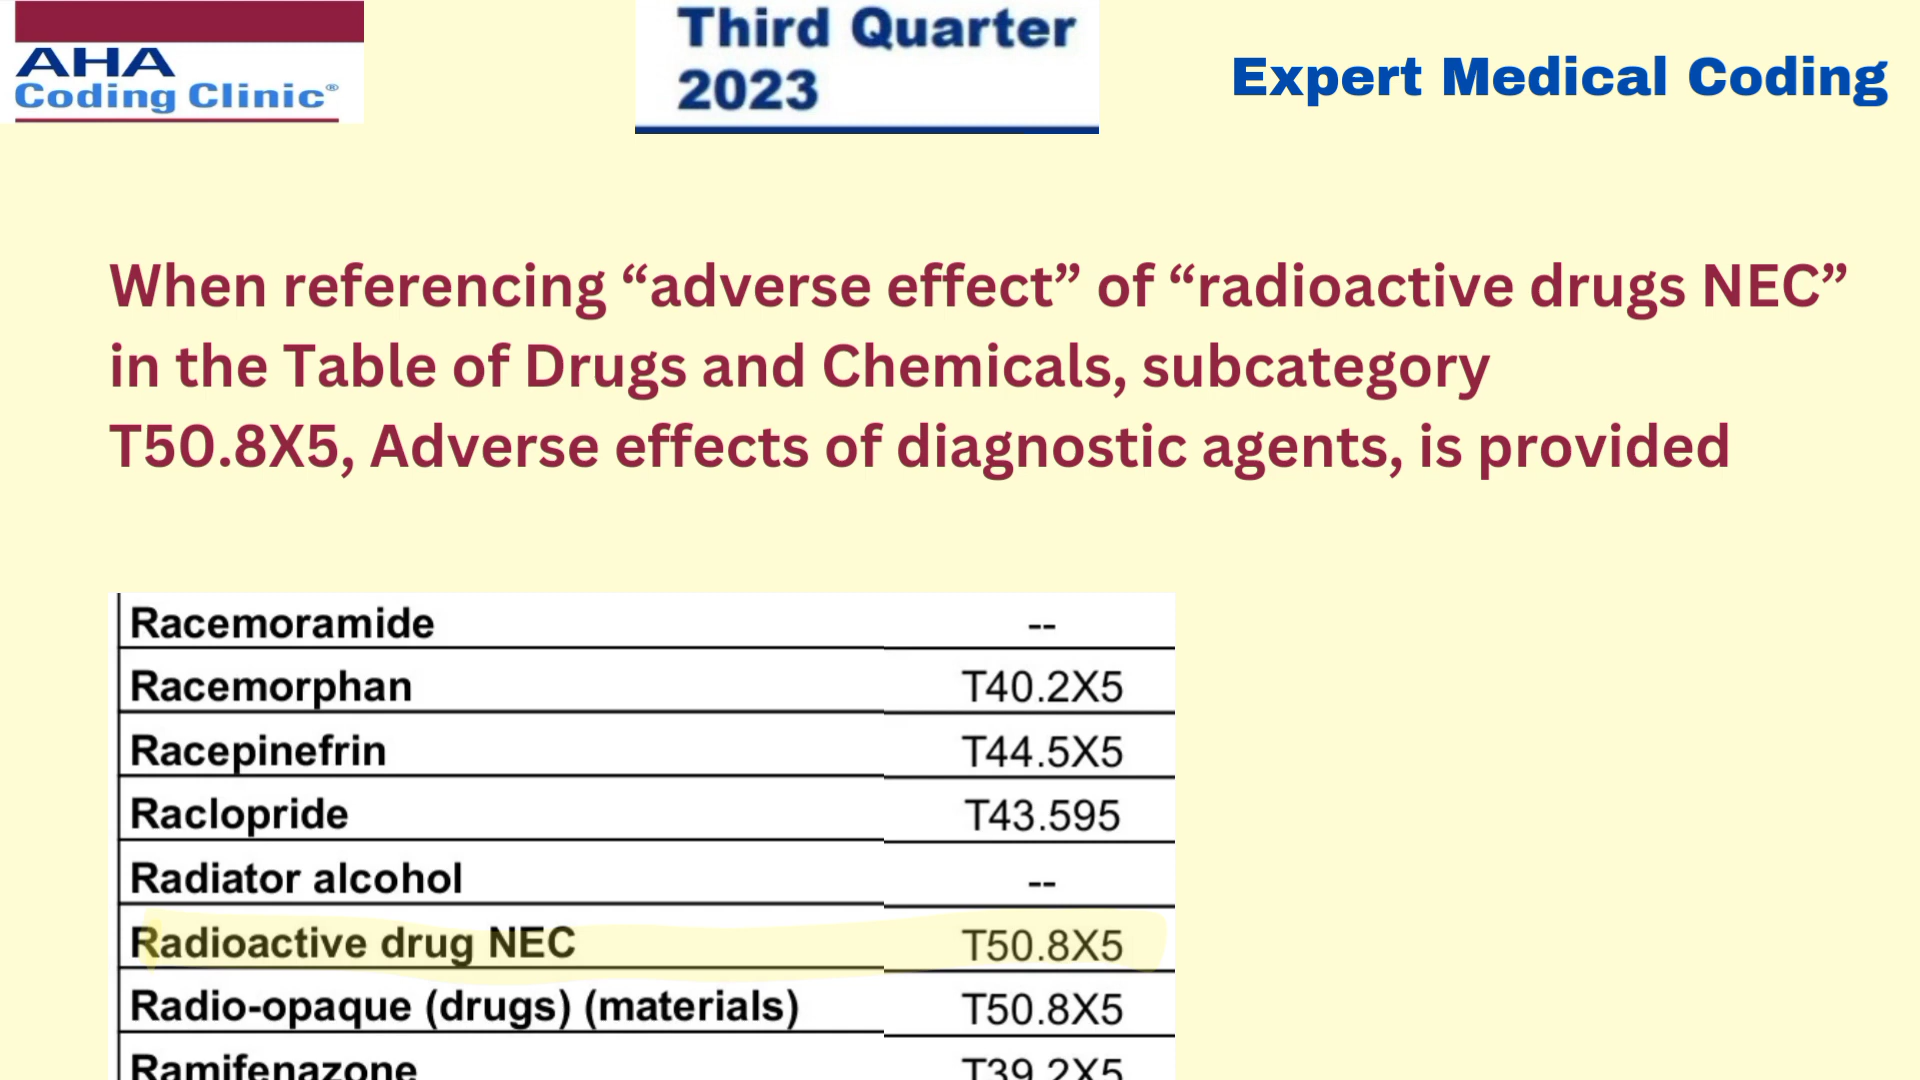 AHA
Coding Clinic®
Third Quarter
2023
Expert Medical Coding
When referencing “adverse effect” of “radioactive drugs NEC”
in the Table of Drugs and Chemicals, subcategory
T50.8X5, Adverse effects of diagnostic agents, is provided
Racemoramide --
Racemorphan T40.2X5
Racepinefrin T44.5X5
Raclopride T43.595
Radiator alcohol --
Radioactive drug NEC T50.8X5
Radio-opaque (drugs) (materials) T50.8X5
Ramifenazone T39.2X5